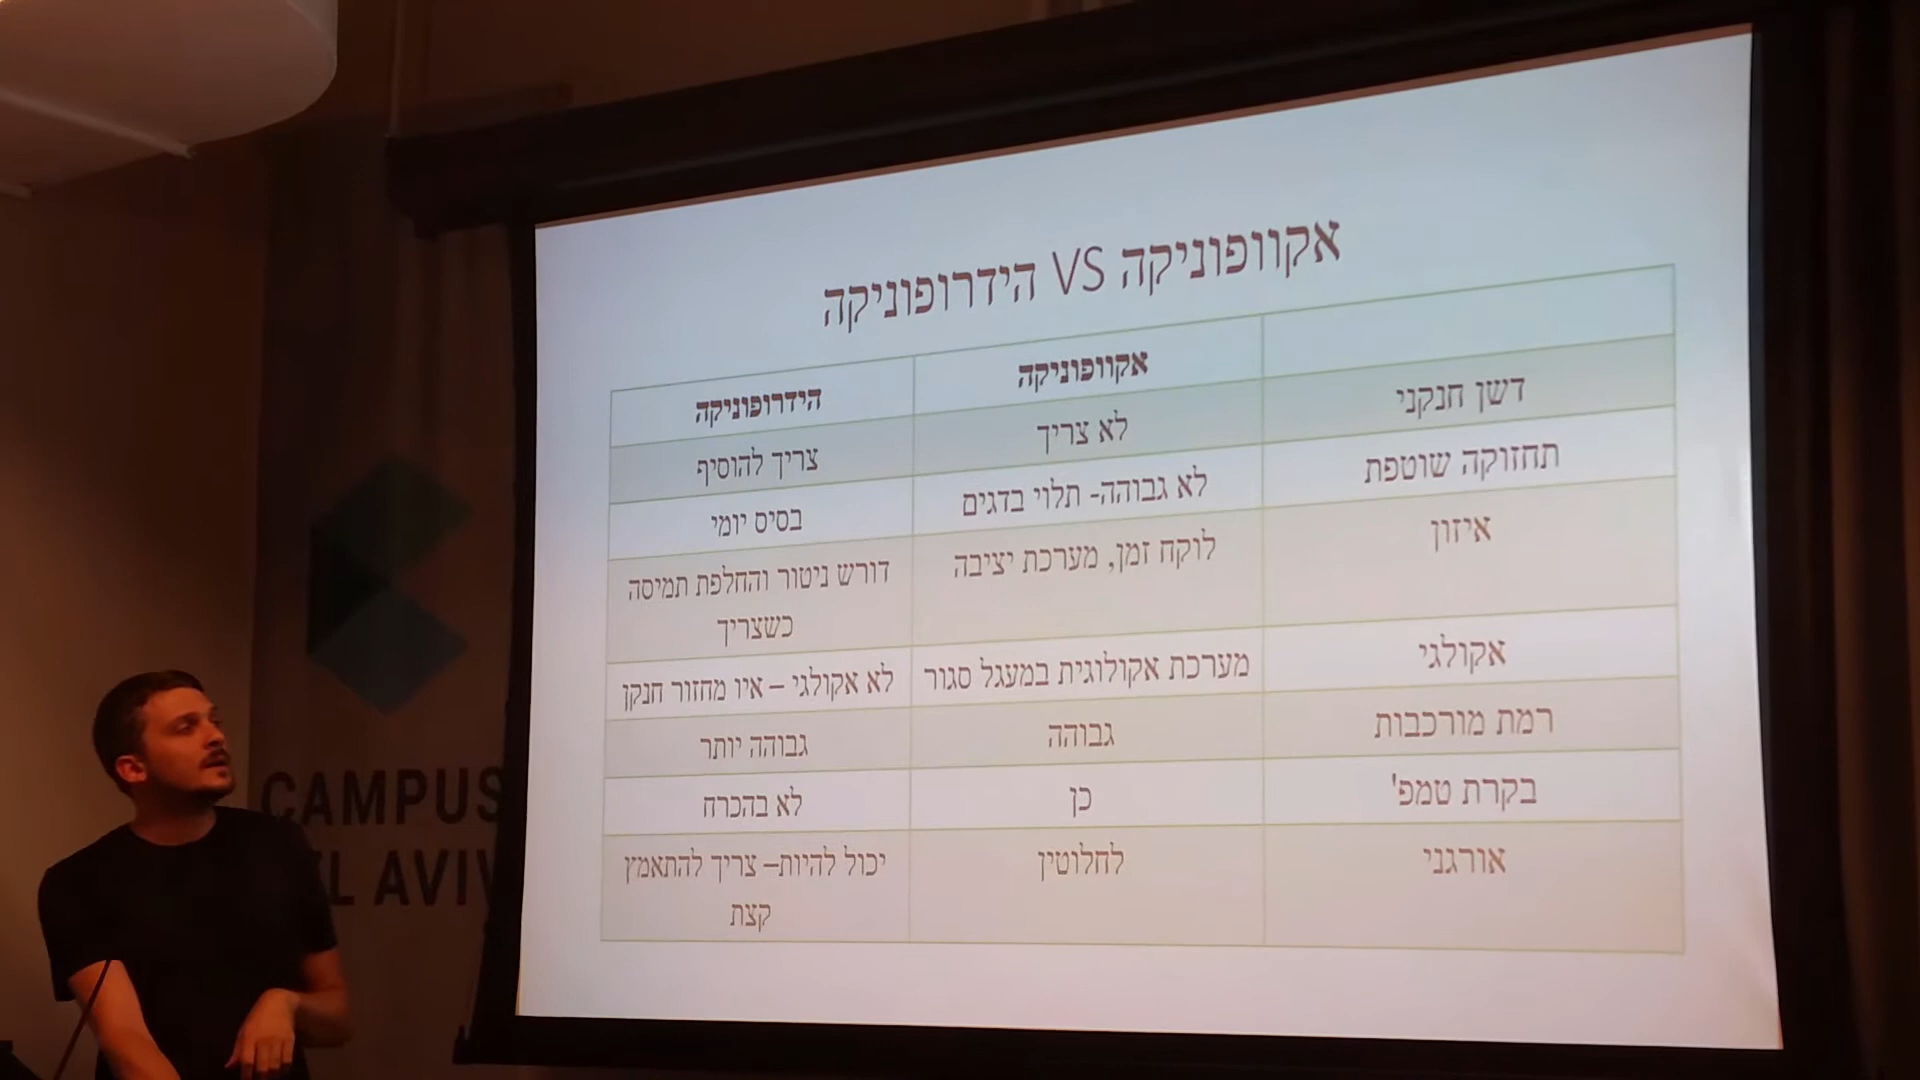 אקוופוניקה VS הידרופוניקה
אקוופוניקה הידרופוניקה
דשן חנקני לא צריך צריך להוסיף
תחזוקה שוטפת לא גבוהה- תלוי בדגים בסיס יומי
איזון לוקח זמן, מערכת יציבה דורש ניטור והחלפת תמיסה
כשצריך
אקולגי מערכת אקולוגית במעגל סגור לא אקולגי – איו מחזור חנקן
רמת מורכבות גבוהה גבוהה יותר
בקרת טמפ' כן לא בהכרח
אורגני לחלוטין יכול להיות– צריך להתאמץ
קצת
CAMPUS
L AVIV